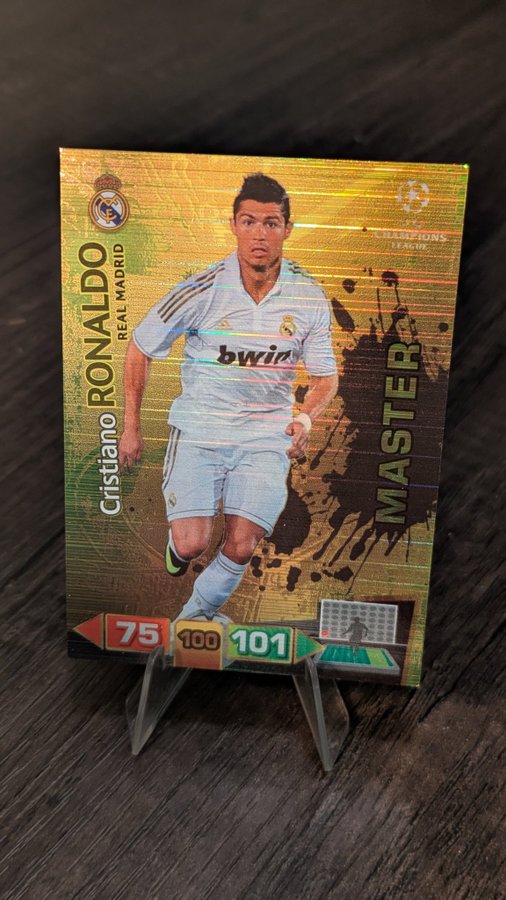 Cristiano RONALDO
REAL MADRID
CHAMPIONS
LEAGUE
bwin
MASTER
75
100
101